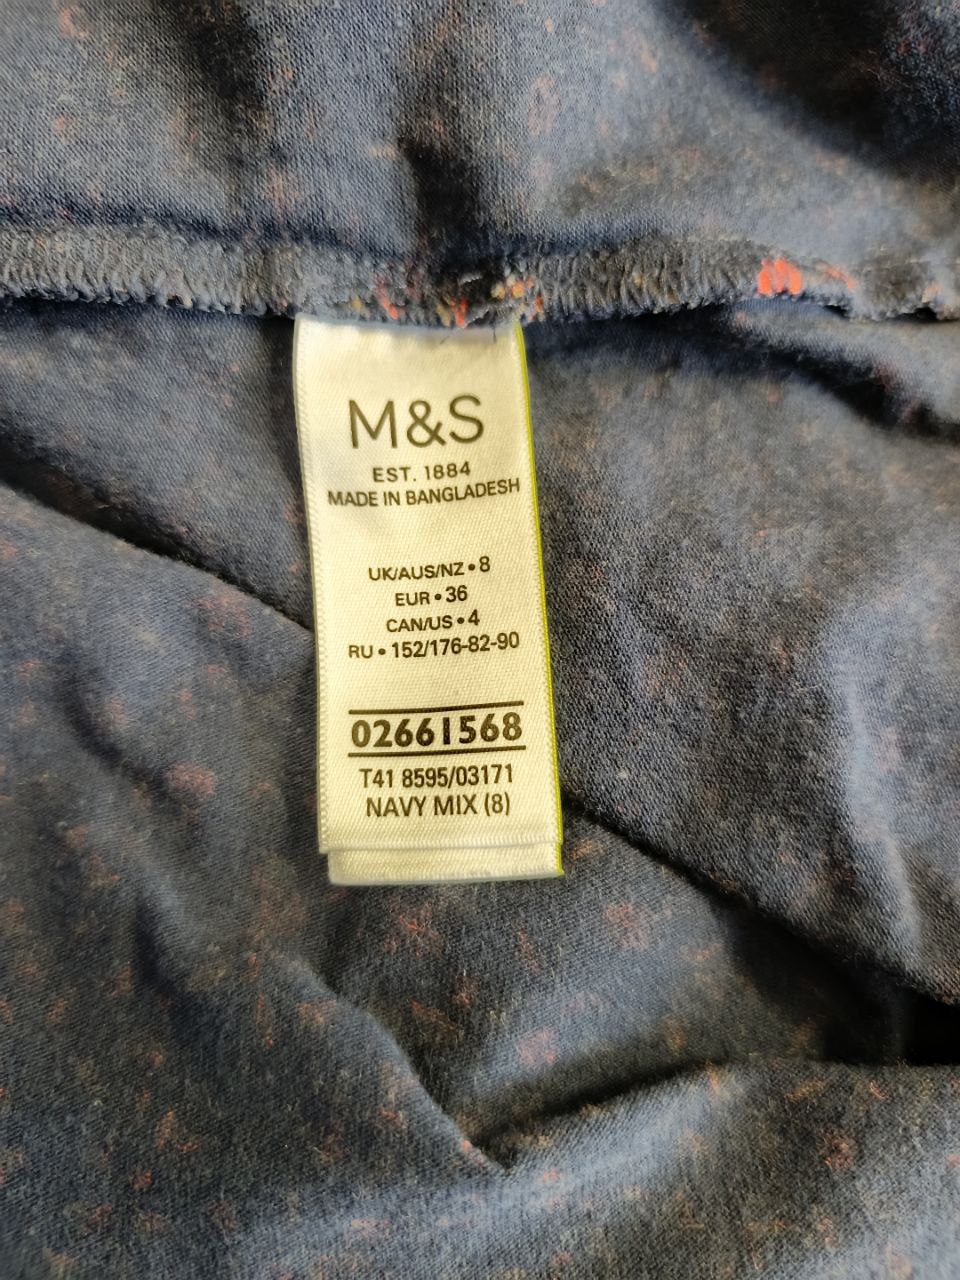 M&S
EST. 1884
MADE IN BANGLADESH
UK/AUS/NZ • 8
EUR • 36
CAN/US • 4
RU • 152/176-82-90
02661568
T41 8595/03171
NAVY MIX (8)